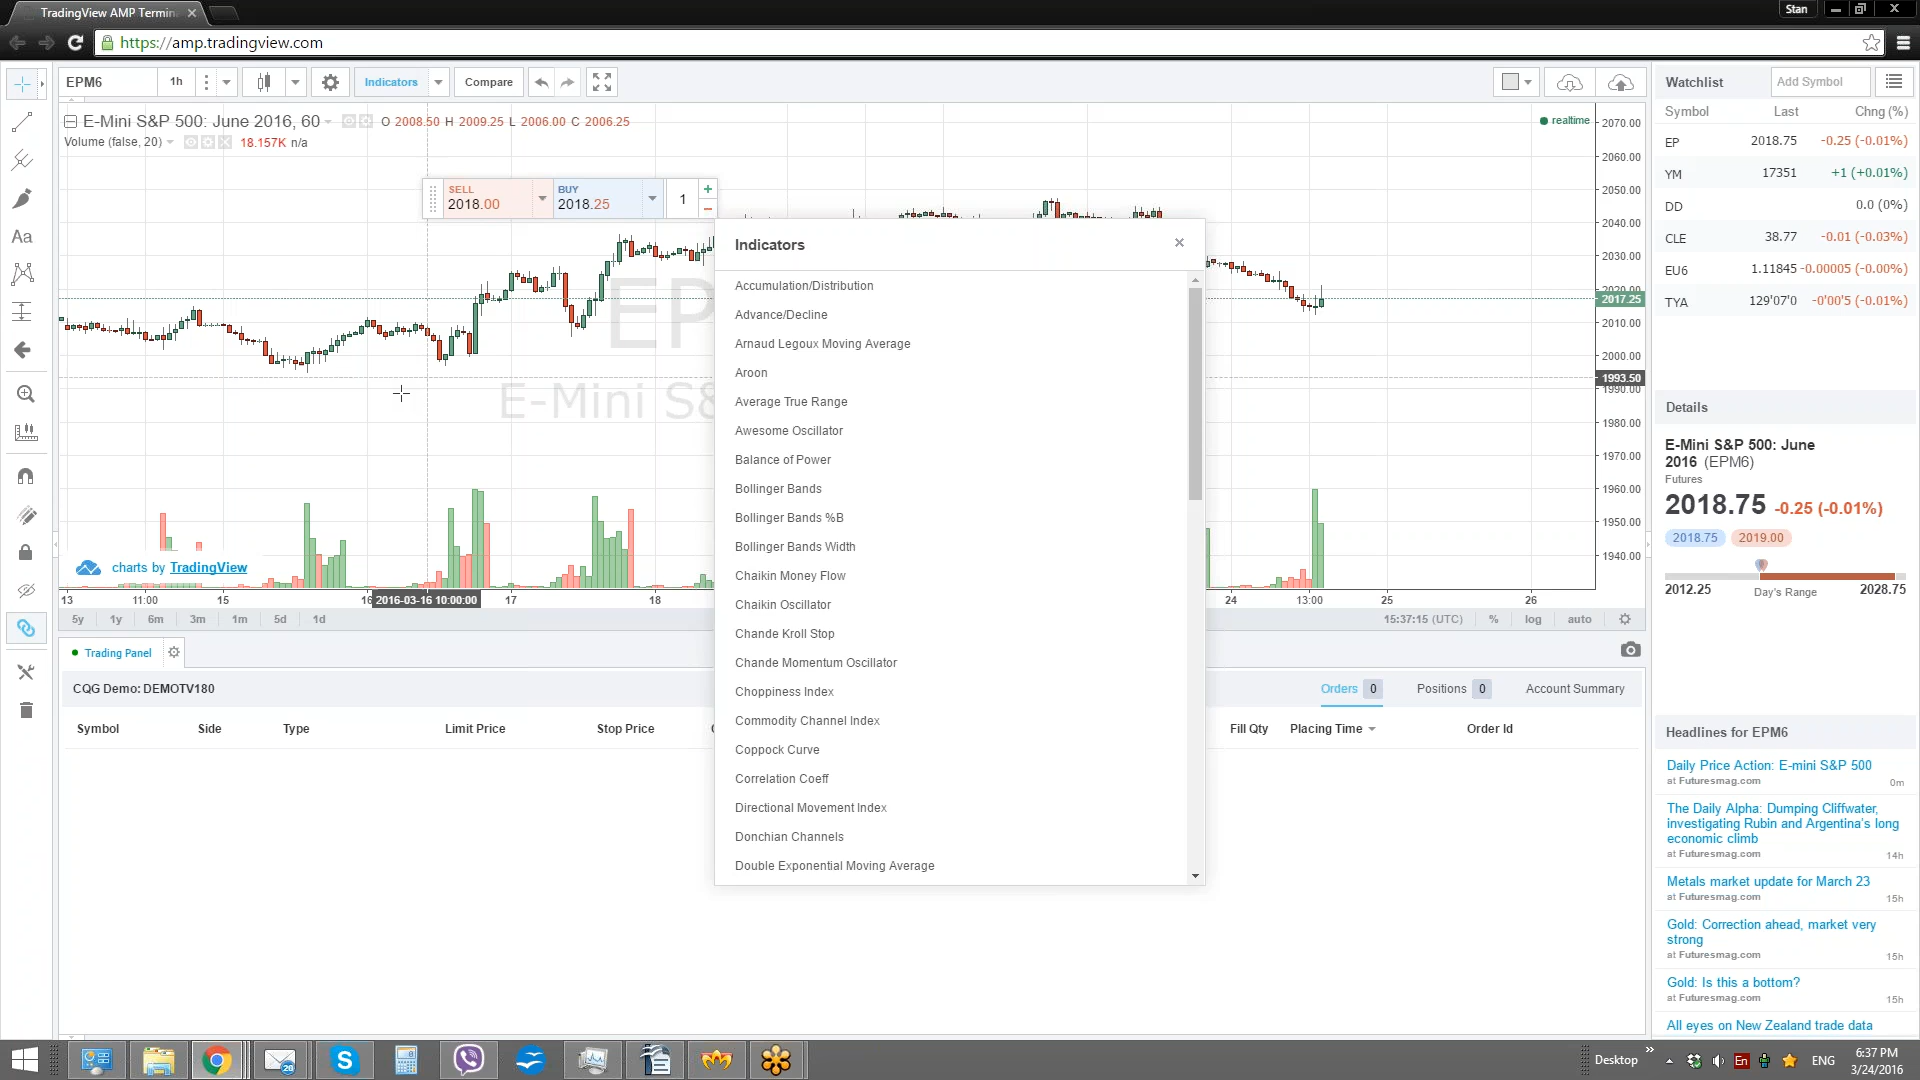 TradingView AMP Termin
Stan
https://amp.tradingview.com
EPM6
1h
Indicators
Compare
E-Mini S&P 500: June 2016, 60
O 2008.50 H 2009.25 L 2006.00 C 2006.25
Volume (false, 20)
18.157K n/a
realtime
SELL
2018.00
BUY
2018.25
1
EP
E-Mini S&
2070.00
2060.00
2050.00
2040.00
2030.00
2020.00
2017.25
2010.00
2000.00
1993.50
1990.00
1980.00
1970.00
1960.00
1950.00
1940.00
charts by TradingView
13
11:00
15
16
2016-03-16 10:00:00
17
18
24
13:00
25
26
5y
1y
6m
3m
1m
5d
1d
15:37:15 (UTC)
%
log
auto
Indicators
Accumulation/Distribution
Advance/Decline
Arnaud Legoux Moving Average
Aroon
Average True Range
Awesome Oscillator
Balance of Power
Bollinger Bands
Bollinger Bands %B
Bollinger Bands Width
Chaikin Money Flow
Chaikin Oscillator
Chande Kroll Stop
Chande Momentum Oscillator
Choppiness Index
Commodity Channel Index
Coppock Curve
Correlation Coeff
Directional Movement Index
Donchian Channels
Double Exponential Moving Average
Trading Panel
CQG Demo: DEMOTV180
Orders 0
Positions 0
Account Summary
Symbol
Side
Type
Limit Price
Stop Price
Fill Qty
Placing Time
Order Id
Watchlist
Add Symbol
Symbol Last Chng (%)
EP 2018.75 -0.25 (-0.01%)
YM 17351 +1 (+0.01%)
DD 0.0 (0%)
CLE 38.77 -0.01 (-0.03%)
EU6 1.11845 -0.00005 (-0.00%)
TYA 129'07'0 -0'00'5 (-0.01%)
Details
E-Mini S&P 500: June
2016 (EPM6)
Futures
2018.75 -0.25 (-0.01%)
2018.75 2019.00
2012.25 Day's Range 2028.75
Headlines for EPM6
Daily Price Action: E-mini S&P 500
at Futuresmag.com 0m
The Daily Alpha: Dumping Cliffwater,
investigating Rubin and Argentina's long
economic climb
at Futuresmag.com 14h
Metals market update for March 23
at Futuresmag.com 15h
Gold: Correction ahead, market very
strong
at Futuresmag.com 15h
Gold: Is this a bottom?
at Futuresmag.com 15h
All eyes on New Zealand trade data
20
Desktop
En
ENG
6:37 PM
3/24/2016